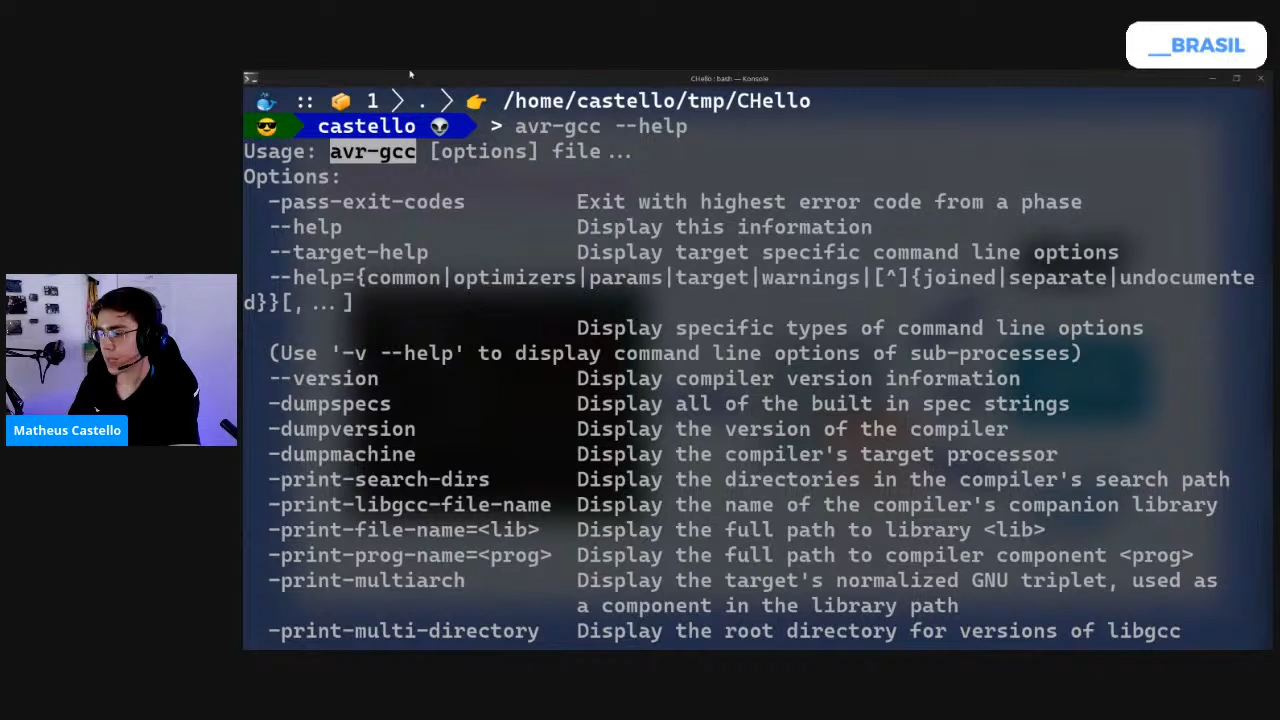 __BRASIL
CHello : bash — Konsole
:: 1 . /home/castello/tmp/CHello
castello > avr-gcc --help
Usage: avr-gcc [options] file...
Options:
-pass-exit-codes Exit with highest error code from a phase
--help Display this information
--target-help Display target specific command line options
--help={common|optimizers|params|target|warnings|[^]{joined|separate|undocumente
d}}[,...]
Display specific types of command line options
(Use '-v --help' to display command line options of sub-processes)
--version Display compiler version information
-dumpspecs Display all of the built in spec strings
-dumpversion Display the version of the compiler
-dumpmachine Display the compiler's target processor
-print-search-dirs Display the directories in the compiler's search path
-print-libgcc-file-name Display the name of the compiler's companion library
-print-file-name=<lib> Display the full path to library <lib>
-print-prog-name=<prog> Display the full path to compiler component <prog>
-print-multiarch Display the target's normalized GNU triplet, used as
a component in the library path
-print-multi-directory Display the root directory for versions of libgcc
Matheus Castello